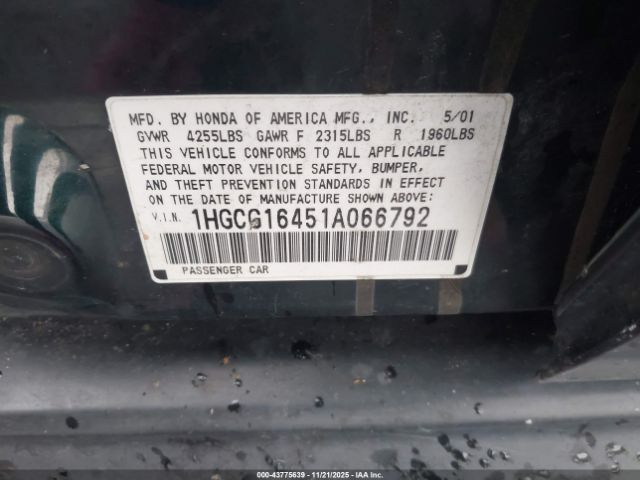 MFD. BY HONDA OF AMERICA MFG., INC. 5/01
GVWR 4255LBS GAWR F 2315LBS R 1960LBS
THIS VEHICLE CONFORMS TO ALL APPLICABLE
FEDERAL MOTOR VEHICLE SAFETY, BUMPER,
AND THEFT PREVENTION STANDARDS IN EFFECT
ON THE DATE OF MANUFACTURE SHOWN ABOVE:
V.I.N. 1HGCG16451A066792
PASSENGER CAR
000-43775639 - 11/21/2025 - IAA Inc.